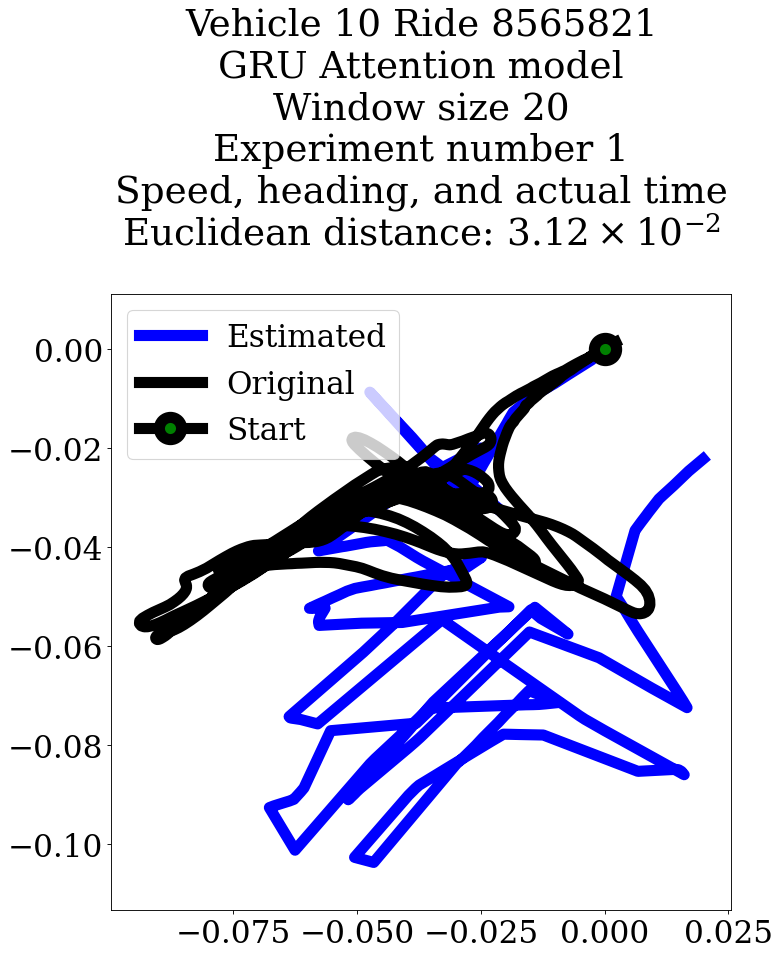 Vehicle 10 Ride 8565821
GRU Attention model
Window size 20
Experiment number 1
Speed, heading, and actual time
Euclidean distance: 3.12 × 10⁻²
Estimated
Original
Start
0.00
−0.02
−0.04
−0.06
−0.08
−0.10
−0.075 −0.050 −0.025 0.000 0.025